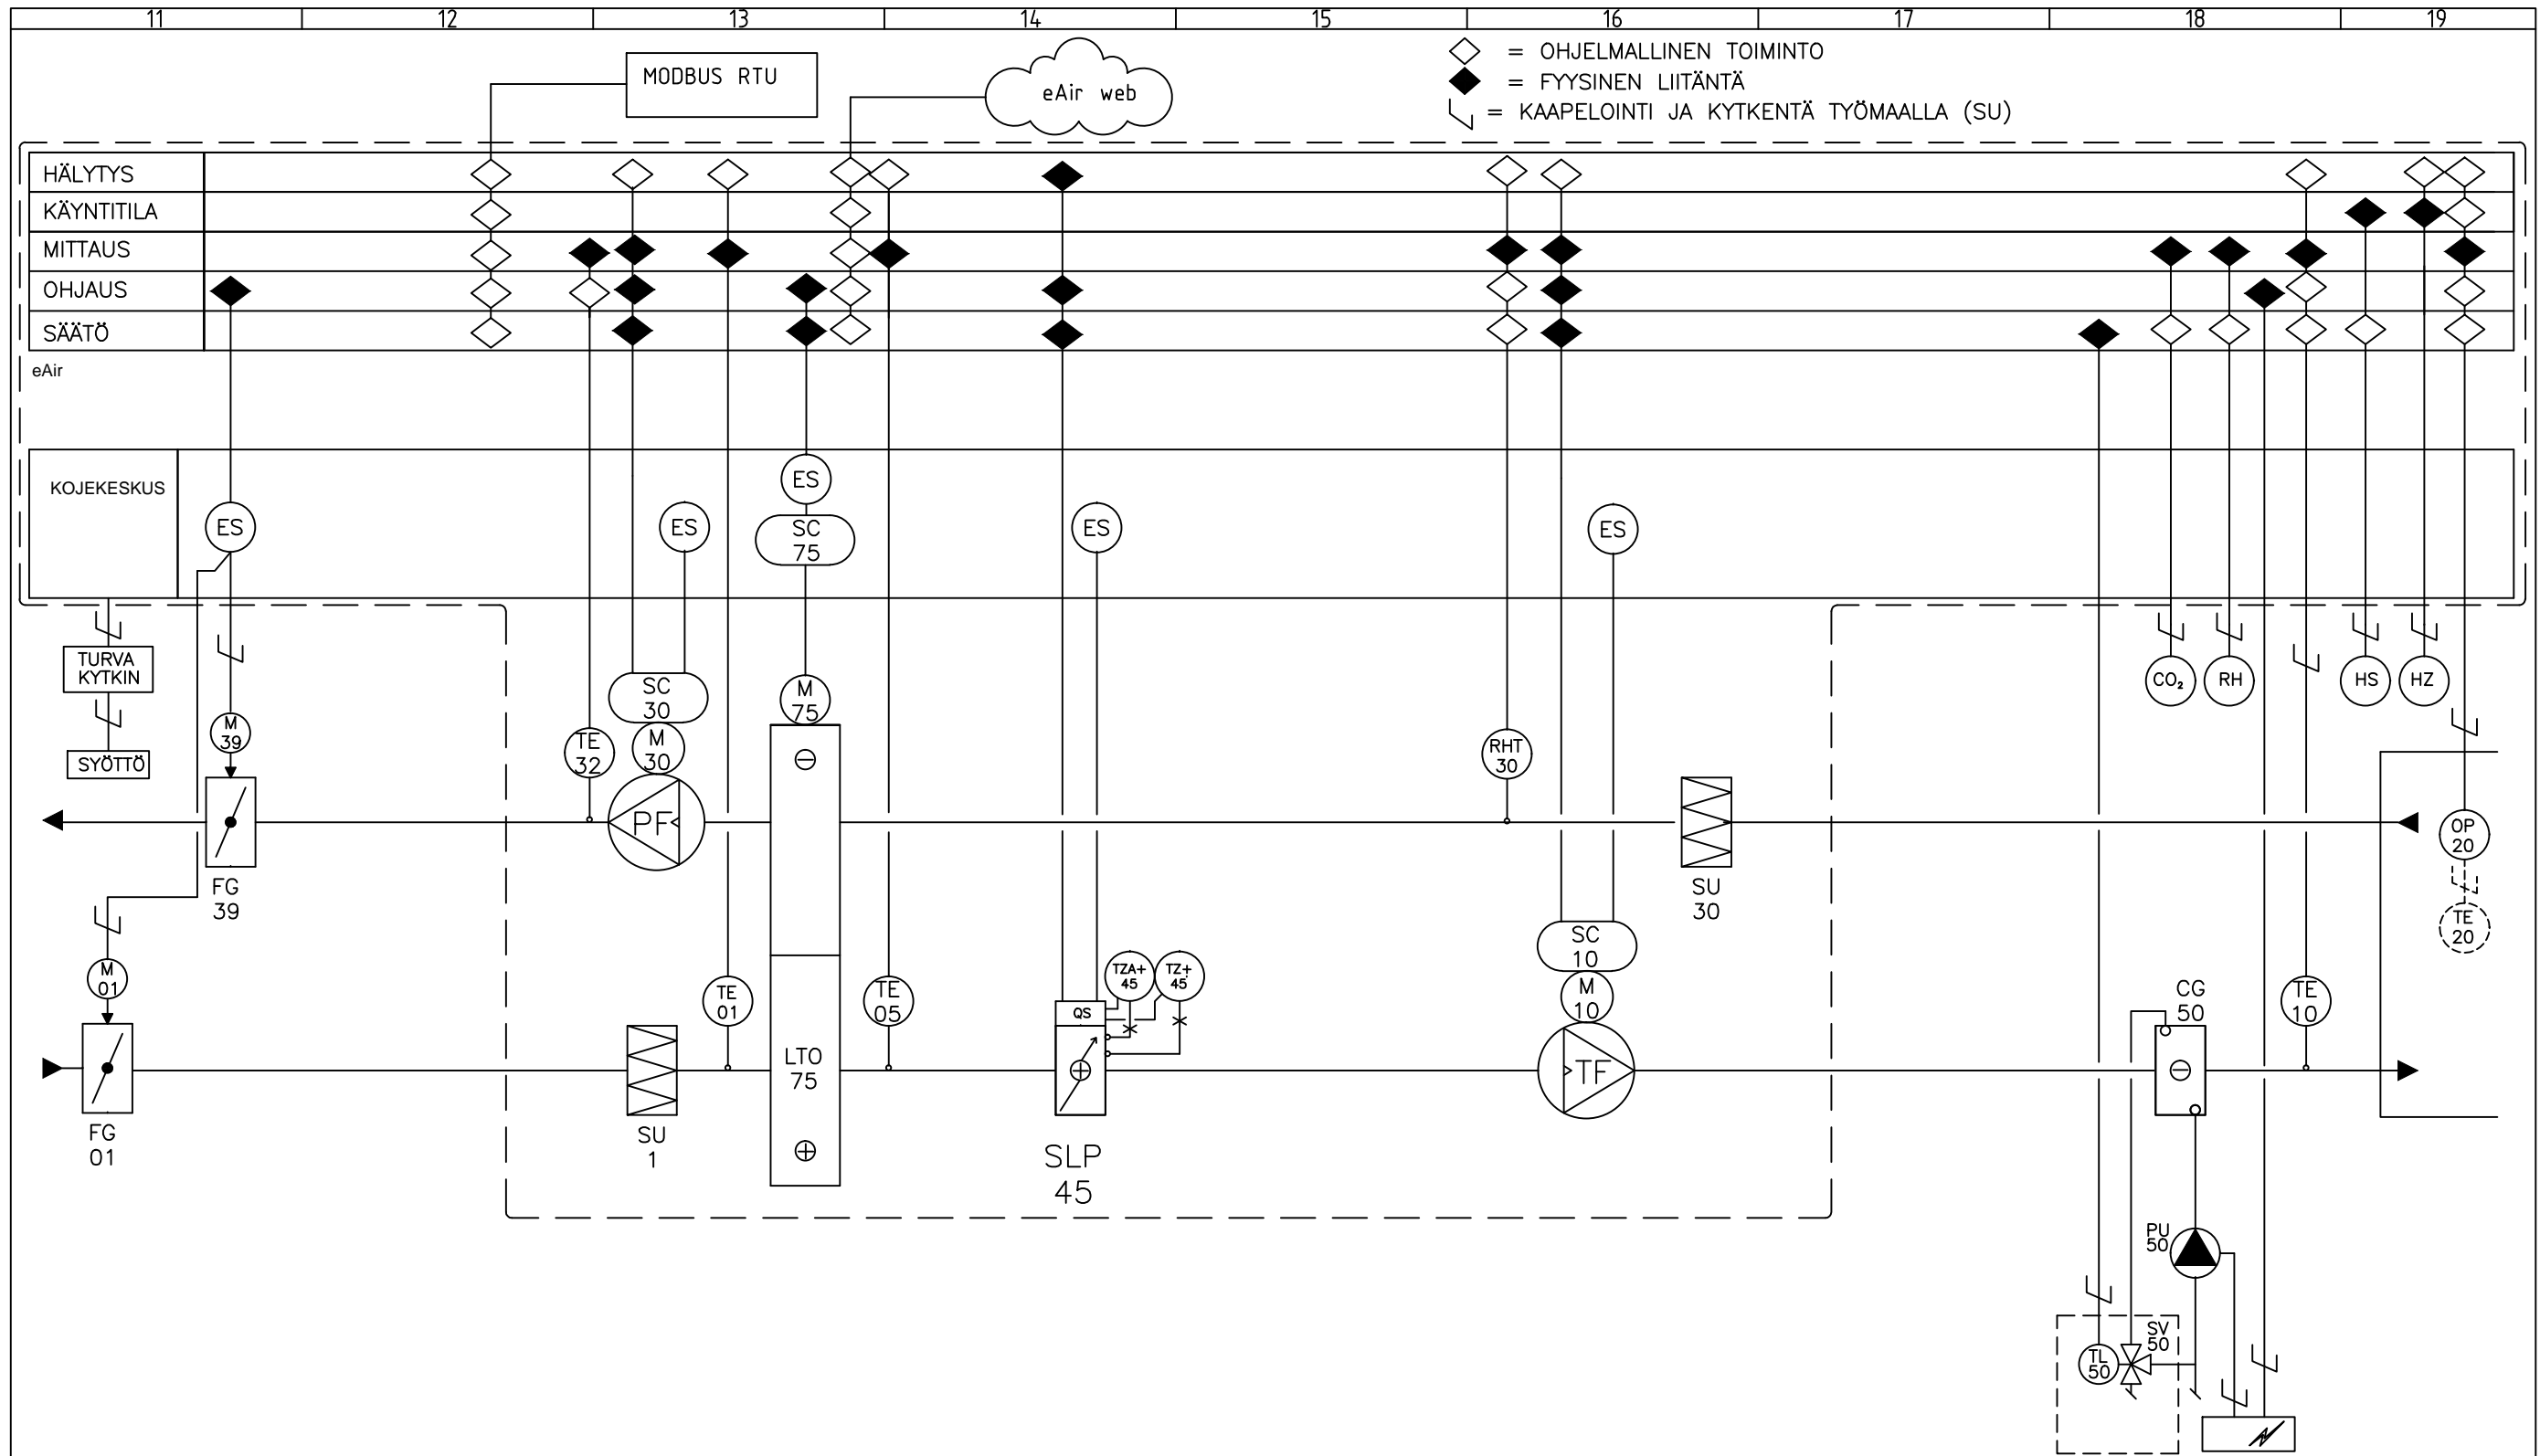 11 12 13 14 15 16 17 18 19
MODBUS RTU
eAir web
= OHJELMALLINEN TOIMINTO
= FYYSINEN LIITÄNTÄ
= KAAPELOINTI JA KYTKENTÄ TYÖMAALLA (SU)
HÄLYTYS
KÄYNTITILA
MITTAUS
OHJAUS
SÄÄTÖ
eAir
KOJEKESKUS
ES
ES
ES
SC
75
ES
ES
TURVA
KYTKIN
SYÖTTÖ
M
39
TE
32
SC
30
M
30
M
75
RHT
30
CO₂
RH
HS
HZ
PF
OP
20
TE
20
FG
39
SU
30
M
01
TE
01
TE
05
TZA+
45
TZ+
45
QS
SC
10
M
10
CG
50
TE
10
LTO
75
TF
FG
01
SU
1
SLP
45
PU
50
SV
50
TL
50